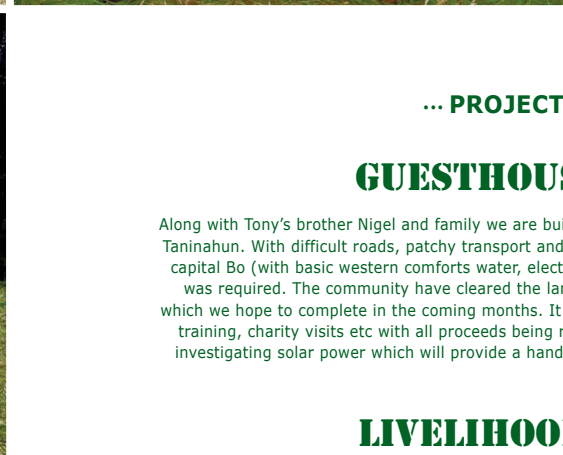 ... PROJECT
GUESTHOUS
Along with Tony’s brother Nigel and family we are bui
Taninahun. With difficult roads, patchy transport and
capital Bo (with basic western comforts water, elect
was required. The community have cleared the lan
which we hope to complete in the coming months. It
training, charity visits etc with all proceeds being r
investigating solar power which will provide a hand
LIVELIHOO